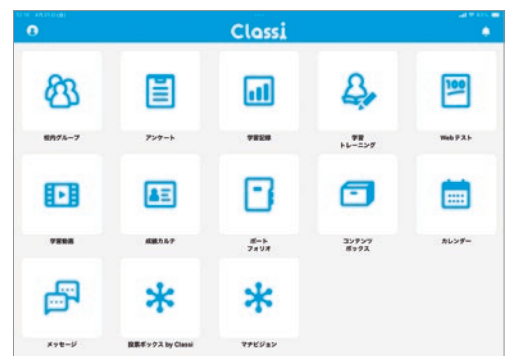 Classi
校内グループ
アンケート
学習記録
学習
トレーニング
100
Webテスト
学習動画
成績カルテ
ポート
フォリオ
コンテンツ
ボックス
カレンダー
メッセージ
投票ボックス by Classi
マナビジョン